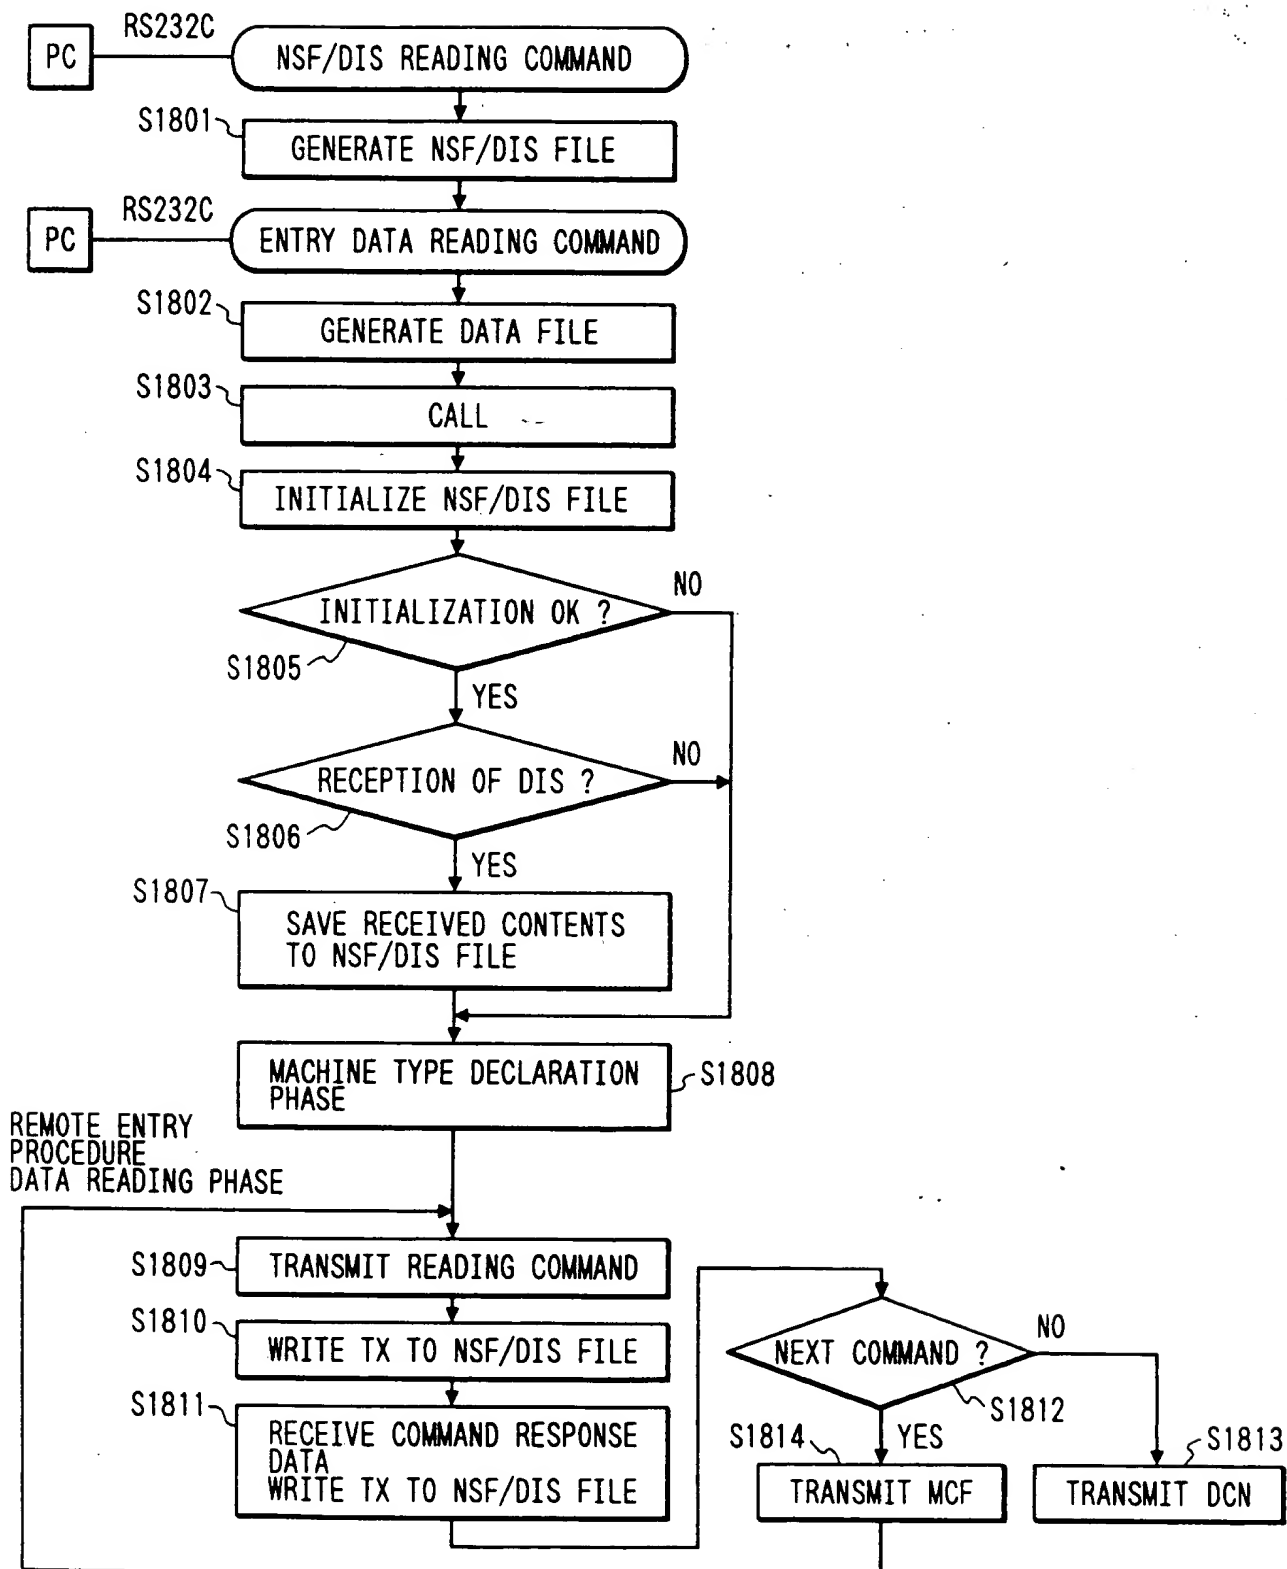 RS232C
PC
NSF/DIS READING COMMAND
S1801
GENERATE NSF/DIS FILE
RS232C
PC
ENTRY DATA READING COMMAND
S1802
GENERATE DATA FILE
S1803
CALL
S1804
INITIALIZE NSF/DIS FILE
NO
INITIALIZATION OK ?
S1805
YES
NO
RECEPTION OF DIS ?
S1806
YES
S1807
SAVE RECEIVED CONTENTS
TO NSF/DIS FILE
MACHINE TYPE DECLARATION
PHASE
S1808
REMOTE ENTRY
PROCEDURE
DATA READING PHASE
S1809
TRANSMIT READING COMMAND
S1810
WRITE TX TO NSF/DIS FILE
S1811
RECEIVE COMMAND RESPONSE
DATA
WRITE TX TO NSF/DIS FILE
NEXT COMMAND ?
NO
S1812
YES
S1814
TRANSMIT MCF
S1813
TRANSMIT DCN